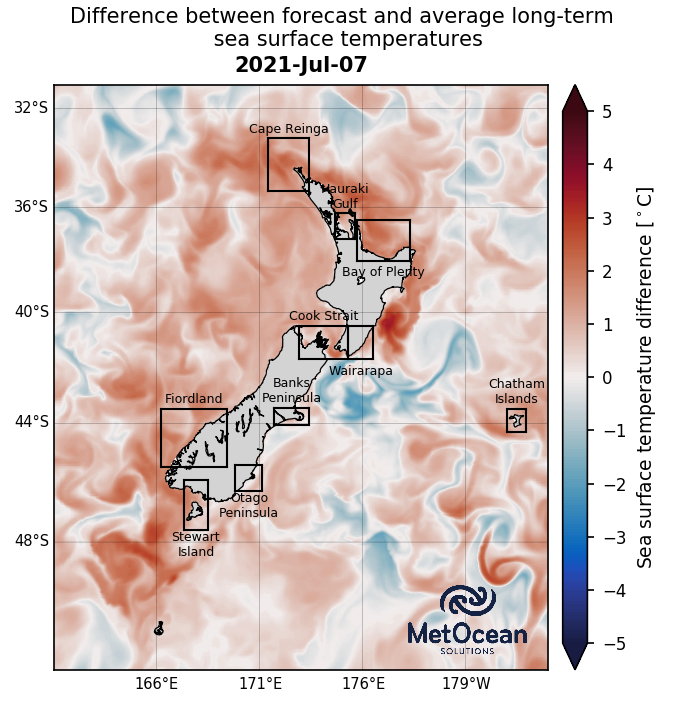 Difference between forecast and average long-term
sea surface temperatures
2021-Jul-07
32°S
36°S
40°S
44°S
48°S
166°E
171°E
176°E
179°W
Cape Reinga
Hauraki
Gulf
Bay of Plenty
Cook Strait
Wairarapa
Banks
Peninsula
Fiordland
Chatham
Islands
Otago
Peninsula
Stewart
Island
MetOcean
SOLUTIONS
5
4
3
2
1
0
−1
−2
−3
−4
−5
Sea surface temperature difference [°C]